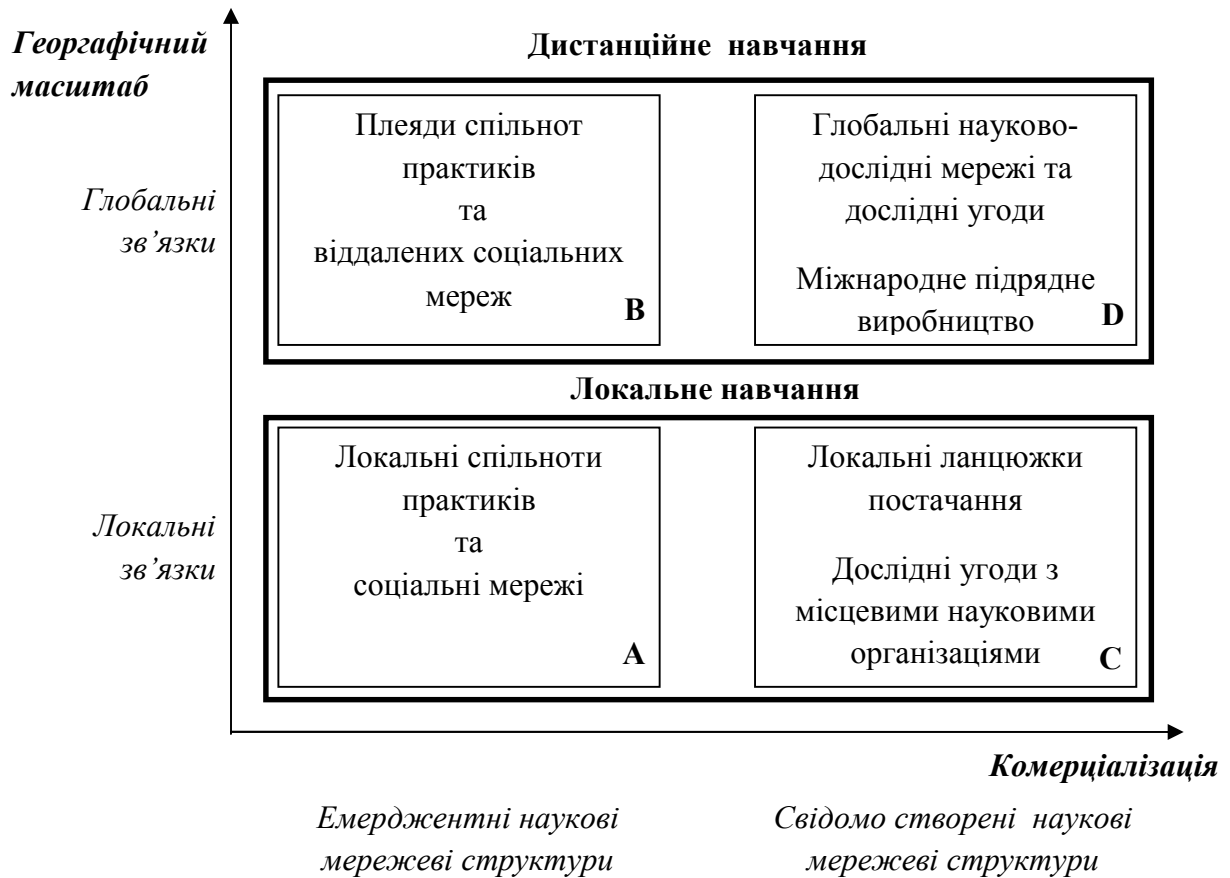 Георгафічний
масштаб
Дистанційне навчання
Плеяди спільнот
практиків
та
віддалених соціальних
мереж
B
Глобальні науково-
дослідні мережі та
дослідні угоди
Міжнародне підрядне
виробництво
D
Глобальні
зв’язки
Локальне навчання
Локальні спільноти
практиків
та
соціальні мережі
A
Локальні ланцюжки
постачання
Дослідні угоди з
місцевими науковими
організаціями
C
Локальні
зв’язки
Комерціалізація
Емерджентні наукові
мережеві структури
Свідомо створені наукові
мережеві структури